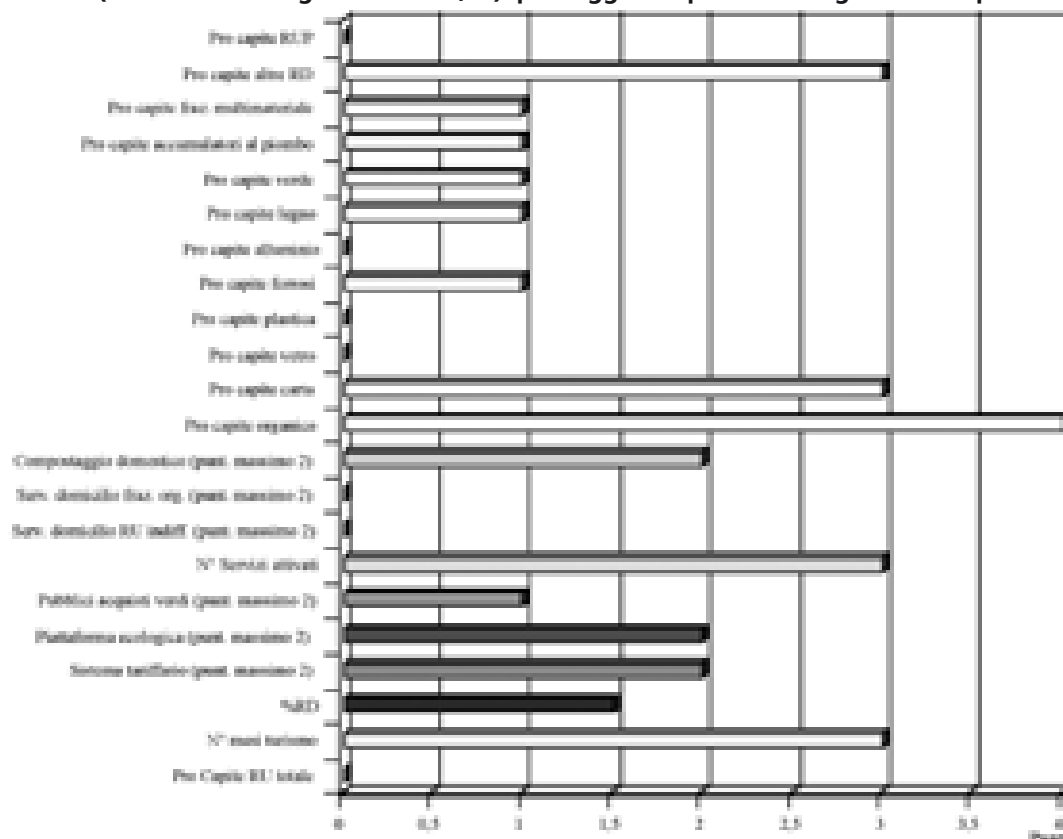 Pro capite RUP
Pro capite altro RD
Pro capite fraz. multimateriale
Pro capite accumulatori al piombo
Pro capite verde
Pro capite legno
Pro capite alluminio
Pro capite ferrosi
Pro capite plastica
Pro capite vetro
Pro capite carta
Pro capite organico
Compostaggio domestico (punt. massimo 2)
Serv. domicilio fraz. org. (punt. massimo 2)
Serv. domicilio RU indiff (punt. massimo 2)
N° Servizi attivati
Pubblici acquisti verdi (punt. massimo 2)
Piattaforma ecologica (punt. massimo 2)
Sistema tariffario (punt. massimo 2)
%RD
N° mesi turismo
Pro Capite RU totale
0 0,5 1 1,5 2 2,5 3 3,5